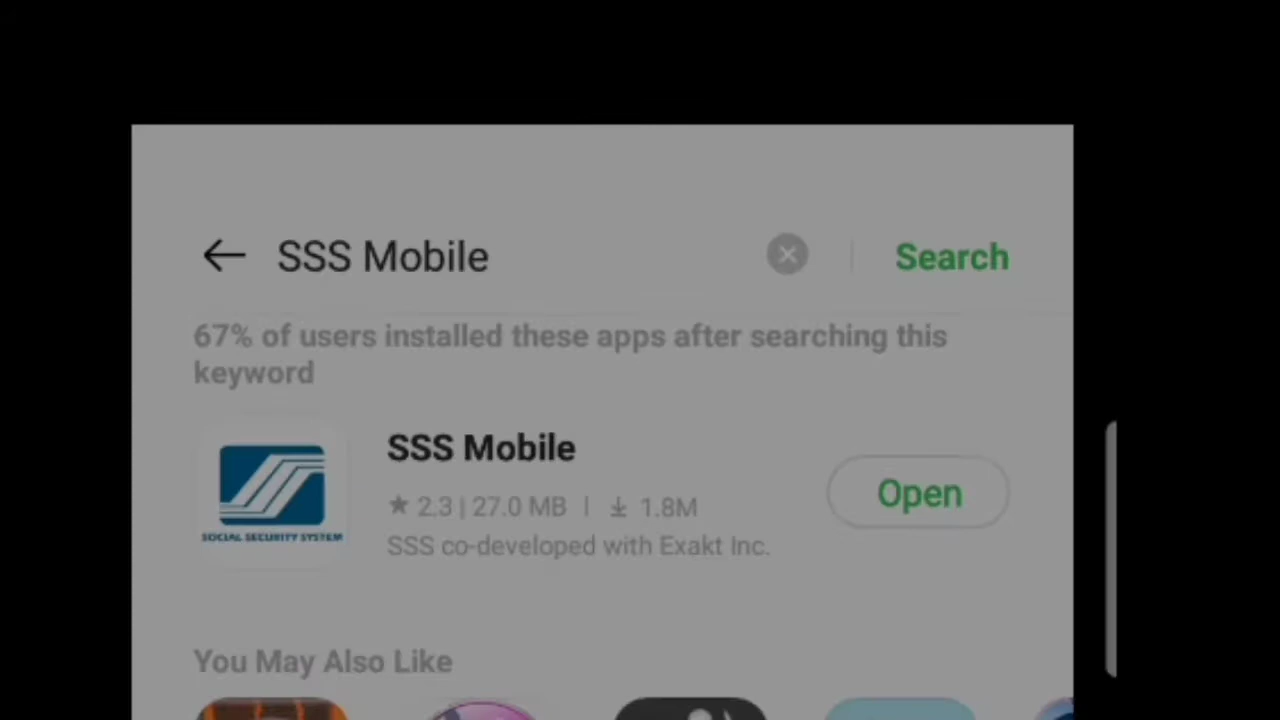 SSS Mobile
Search
67% of users installed these apps after searching this
keyword
SSS Mobile
★ 2.3 | 27.0 MB | 1.8M
Open
SSS co-developed with Exakt Inc.
SOCIAL SECURITY SYSTEM
You May Also Like